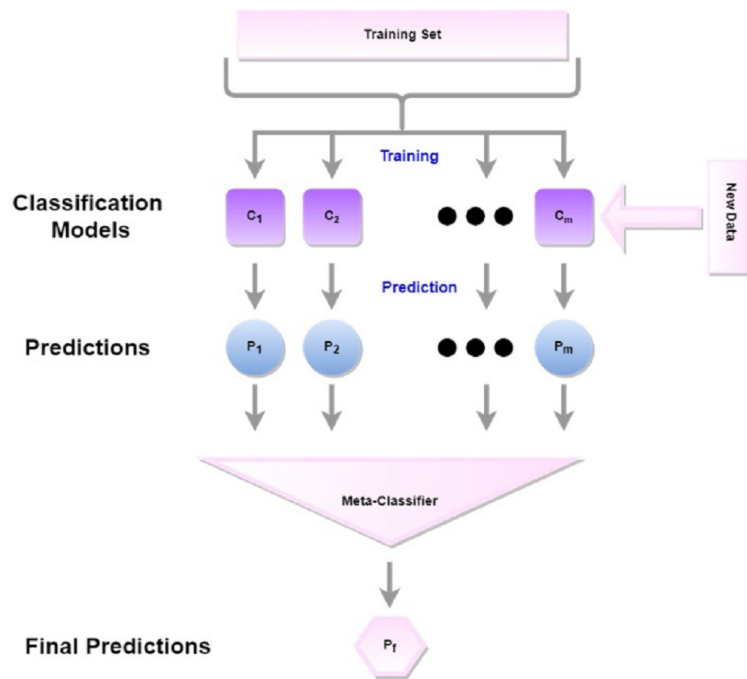 Training Set
Training
Classification
Models
C1
C2
Cm
New Data
Prediction
Predictions
P1
P2
Pm
Meta-Classifier
Final Predictions
Pf